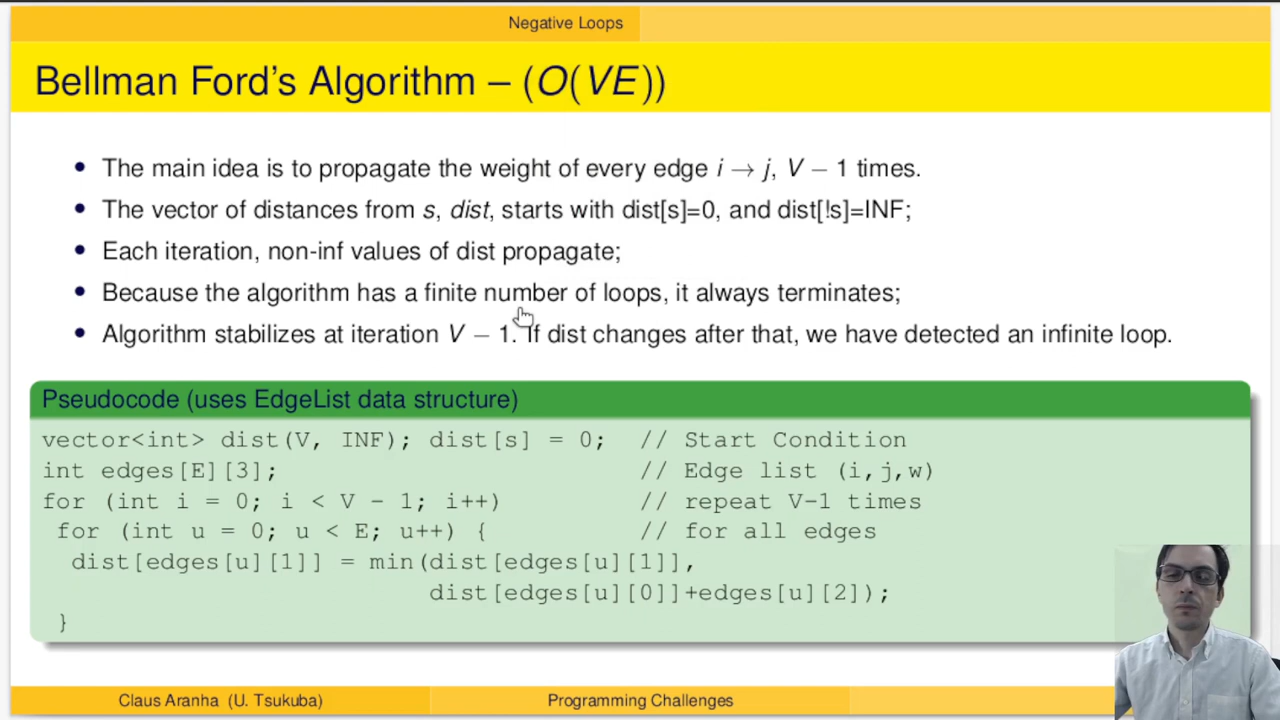 Negative Loops
Bellman Ford's Algorithm – (O(VE))
The main idea is to propagate the weight of every edge i → j, V − 1 times.
The vector of distances from s, dist, starts with dist[s]=0, and dist[!s]=INF;
Each iteration, non-inf values of dist propagate;
Because the algorithm has a finite number of loops, it always terminates;
Algorithm stabilizes at iteration V − 1. If dist changes after that, we have detected an infinite loop.
Pseudocode (uses EdgeList data structure)
vector<int> dist(V, INF); dist[s] = 0; // Start Condition
int edges[E][3]; // Edge list (i,j,w)
for (int i = 0; i < V - 1; i++) // repeat V-1 times
for (int u = 0; u < E; u++) { // for all edges
dist[edges[u][1]] = min(dist[edges[u][1]],
dist[edges[u][0]]+edges[u][2]);
}
Claus Aranha (U. Tsukuba) Programming Challenges